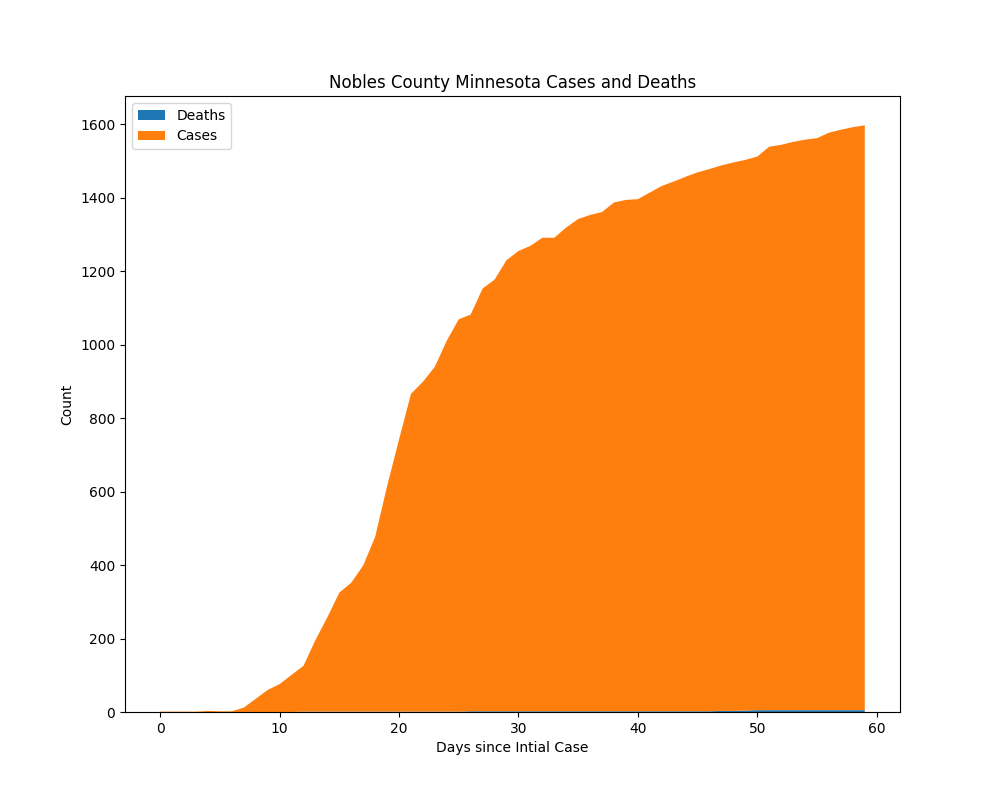 Nobles County Minnesota Cases and Deaths
Deaths
Cases
1600
1400
1200
1000
800
600
400
200
0
Count
0 10 20 30 40 50 60
Days since Intial Case